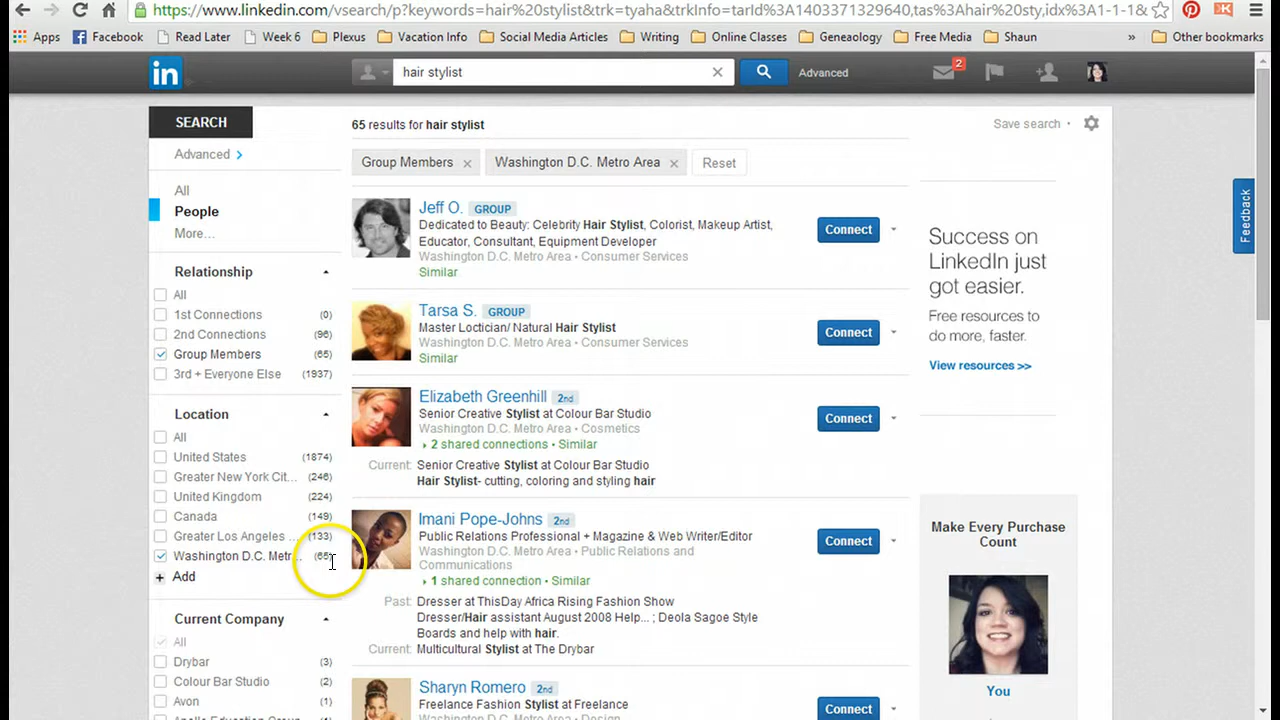 https://www.linkedin.com/vsearch/p?keywords=hair%20stylist&trk=tyaha&trkInfo=tarId%3A1403371329640,tas%3Ahair%20sty,idx%3A1-1-1&
Apps Facebook Read Later Week 6 Plexus Vacation Info Social Media Articles Writing Online Classes Geneaology Free Media Shaun » Other bookmarks
in hair stylist Advanced 2
SEARCH
Advanced
All
People
More...
Relationship
All
1st Connections (0)
2nd Connections (96)
Group Members (65)
3rd + Everyone Else (1937)
Location
All
United States (1874)
Greater New York Cit... (246)
United Kingdom (224)
Canada (149)
Greater Los Angeles ... (133)
Washington D.C. Metr... (65)
+ Add
Current Company
All
Drybar (3)
Colour Bar Studio (2)
Avon (1)
65 results for hair stylist
Save search
Group Members × Washington D.C. Metro Area × Reset
Jeff O. GROUP
Dedicated to Beauty: Celebrity Hair Stylist, Colorist, Makeup Artist,
Educator, Consultant, Equipment Developer
Washington D.C. Metro Area • Consumer Services
Similar
Connect
Tarsa S. GROUP
Master Loctician/ Natural Hair Stylist
Washington D.C. Metro Area • Consumer Services
Similar
Connect
Elizabeth Greenhill 2nd
Senior Creative Stylist at Colour Bar Studio
Washington D.C. Metro Area • Cosmetics
2 shared connections • Similar
Current: Senior Creative Stylist at Colour Bar Studio
Hair Stylist- cutting, coloring and styling hair
Connect
Imani Pope-Johns 2nd
Public Relations Professional + Magazine & Web Writer/Editor
Washington D.C. Metro Area • Public Relations and
Communications
1 shared connection • Similar
Past: Dresser at ThisDay Africa Rising Fashion Show
Dresser/Hair assistant August 2008 Help... ; Deola Sagoe Style
Boards and help with hair.
Current: Multicultural Stylist at The Drybar
Connect
Sharyn Romero 2nd
Freelance Fashion Stylist at Freelance
Washington D.C. Metro Area • Design
Connect
Success on
LinkedIn just
got easier.
Free resources to
do more, faster.
View resources >>
Make Every Purchase
Count
You
Feedback